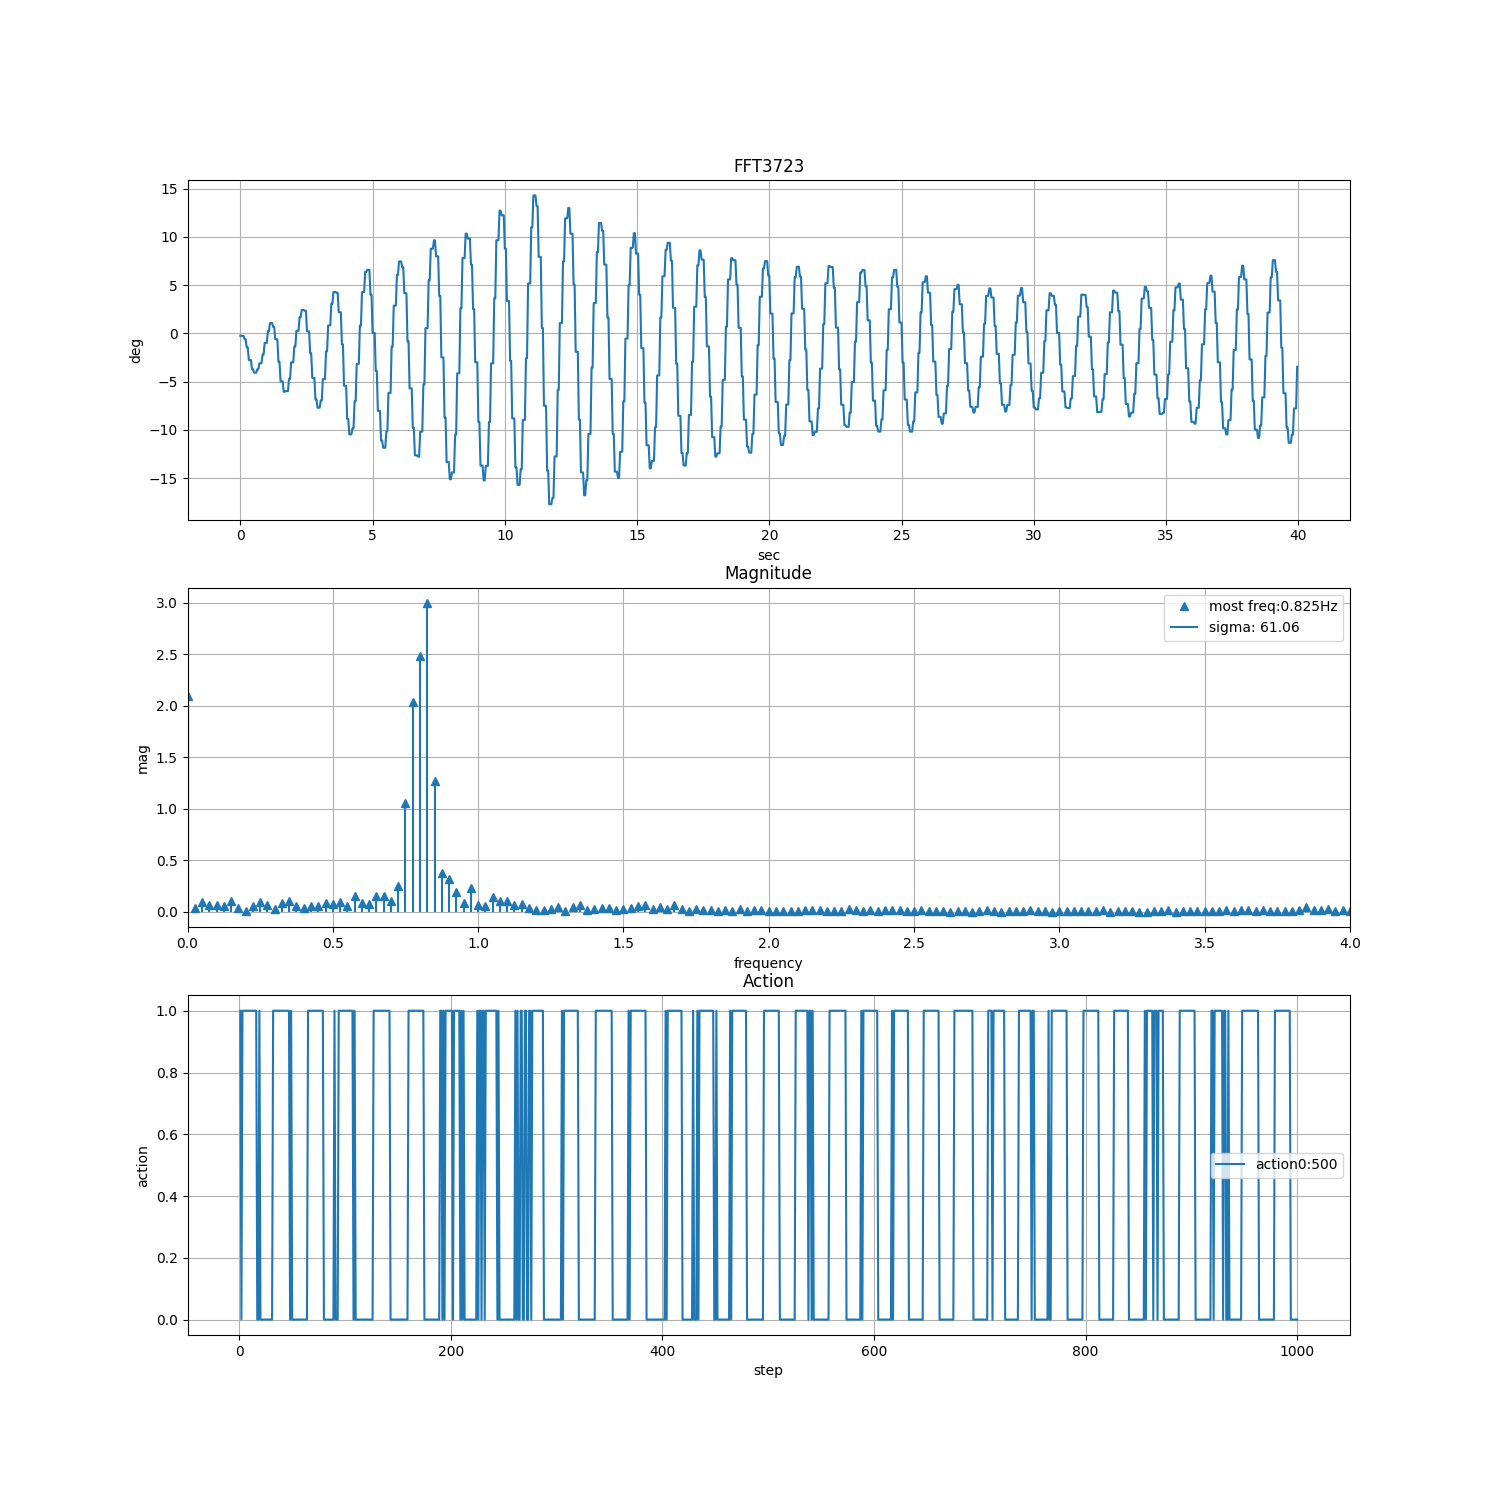 FFT3723
15
10
5
0
−5
−10
−15
deg
0 5 10 15 20 25 30 35 40
sec
Magnitude
3.0
2.5
2.0
1.5
1.0
0.5
0.0
mag
most freq:0.825Hz
sigma: 61.06
0.0 0.5 1.0 1.5 2.0 2.5 3.0 3.5 4.0
frequency
Action
1.0
0.8
0.6
0.4
0.2
0.0
action
action0:500
0 200 400 600 800 1000
step